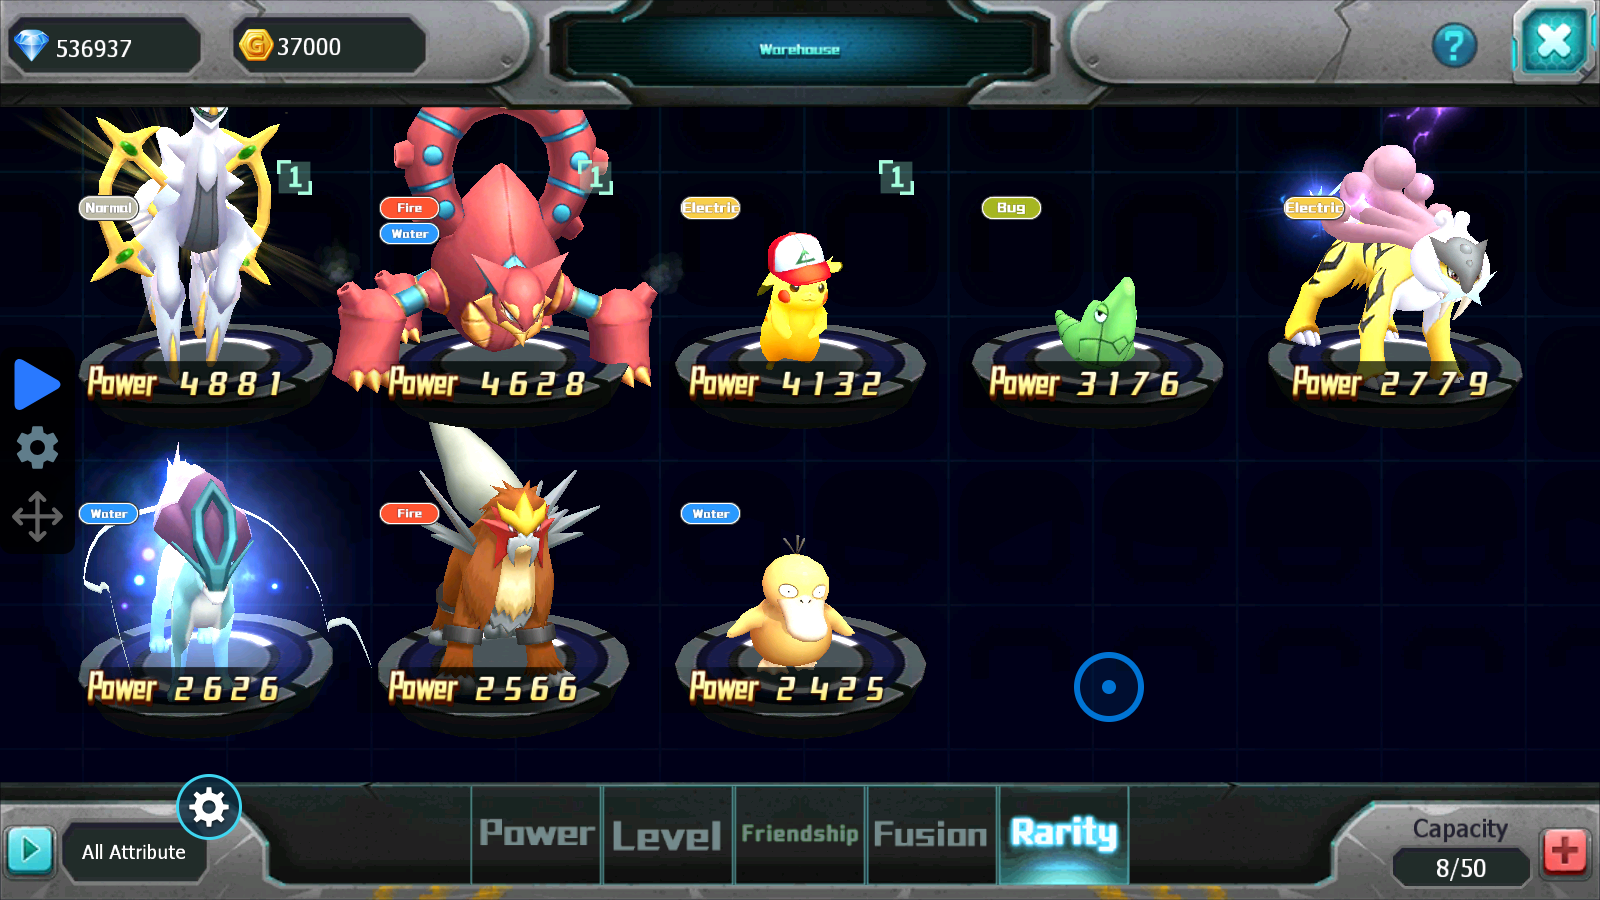 536937
37000
Warehouse
?
1
1
1
Normal
Fire
Electric
Bug
Electric
Water
Power 4881
Power 4628
Power 4132
Power 3176
Power 2779
Water
Fire
Water
Power 2626
Power 2566
Power 2425
All Attribute
Power
Level
Friendship
Fusion
Rarity
Capacity
8/50